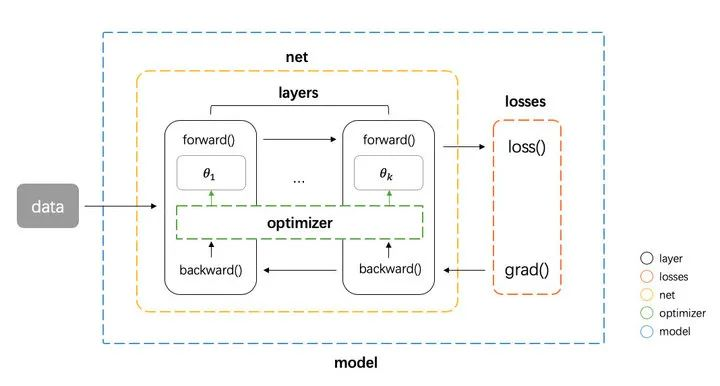 net
layers
losses
forward()
forward()
loss()
θ1
...
θk
data
optimizer
backward()
backward()
grad()
layer
losses
net
optimizer
model
model